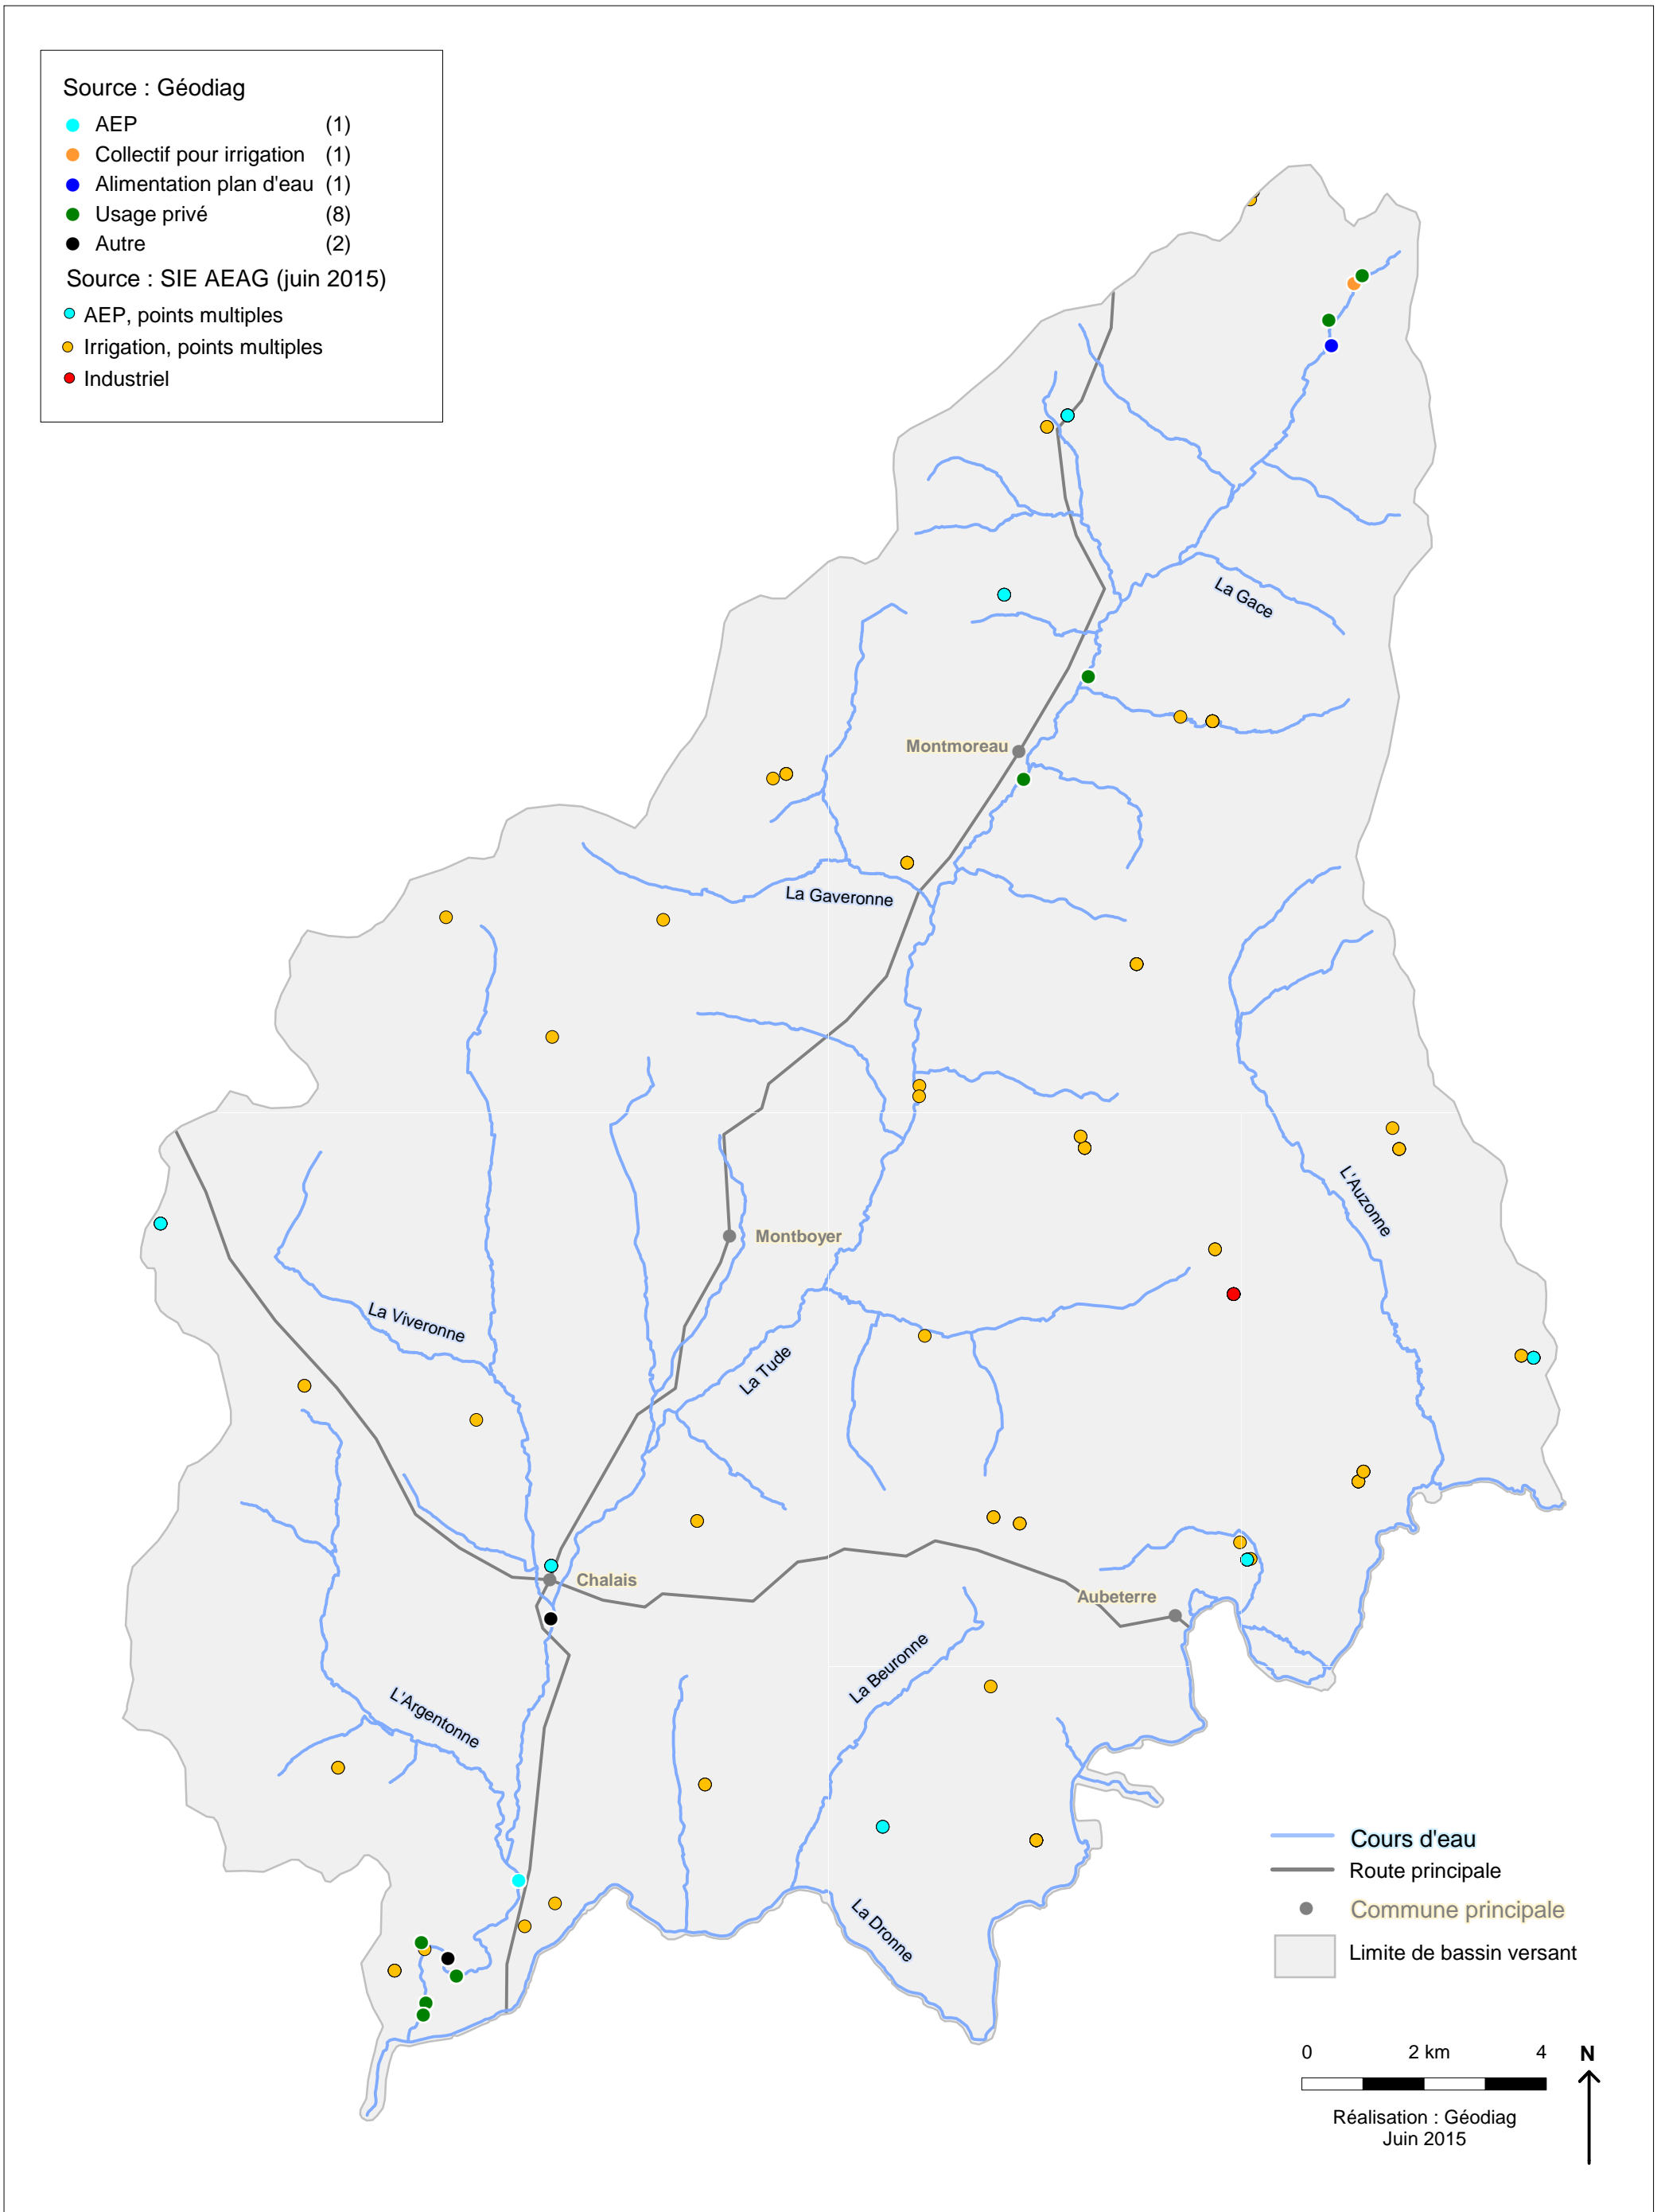 Source : Géodiag
AEP (1)
Collectif pour irrigation (1)
Alimentation plan d'eau (1)
Usage privé (8)
Autre (2)
Source : SIE AEAG (juin 2015)
AEP, points multiples
Irrigation, points multiples
Industriel
La Gace
Montmoreau
La Gaveronne
L'Auzonne
Montboyer
La Viveronne
La Tude
Chalais
Aubeterre
La Beuronne
L'Argentonne
La Dronne
Cours d'eau
Route principale
Commune principale
Limite de bassin versant
0 2 km 4
N
Réalisation : Géodiag
Juin 2015